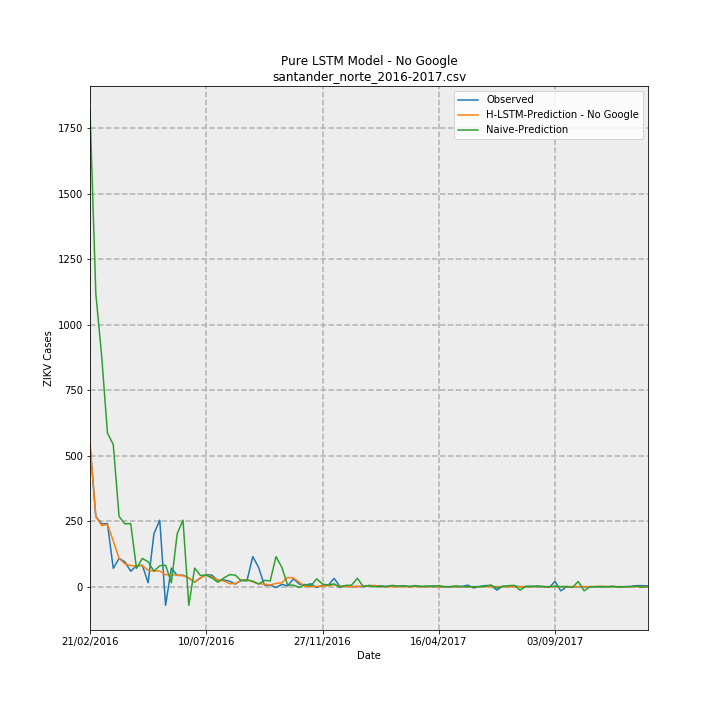 Pure LSTM Model - No Google
santander_norte_2016-2017.csv
Observed
H-LSTM-Prediction - No Google
Naive-Prediction
1750
1500
1250
1000
750
500
250
0
ZIKV Cases
21/02/2016 10/07/2016 27/11/2016 16/04/2017 03/09/2017
Date